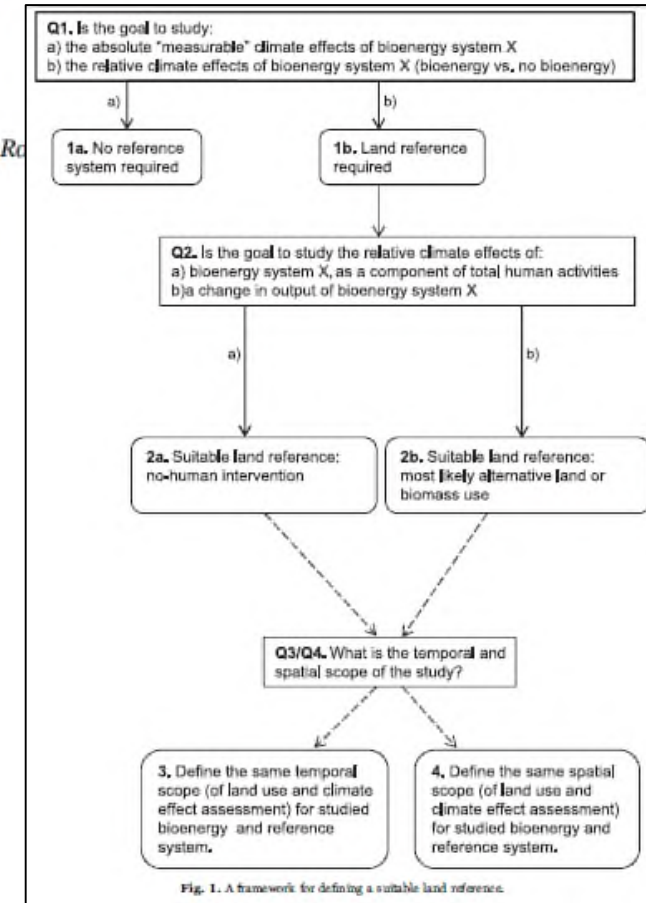 Q1. Is the goal to study:
a) the absolute "measurable" climate effects of bioenergy system X
b) the relative climate effects of bioenergy system X (bioenergy vs. no bioenergy)
a)
b)
Ro
1a. No reference
system required
1b. Land reference
required
Q2. Is the goal to study the relative climate effects of:
a) bioenergy system X, as a component of total human activities
b)a change in output of bioenergy system X
a)
b)
2a. Suitable land reference:
no-human intervention
2b. Suitable land reference:
most likely alternative land or
biomass use
Q3/Q4. What is the temporal and
spatial scope of the study?
3. Define the same temporal
scope (of land use and climate
effect assessment) for studied
bioenergy and reference
system.
4. Define the same spatial
scope (of land use and
climate effect assessment)
for studied bioenergy and
reference system.
Fig. 1. A framework for defining a suitable land reference.